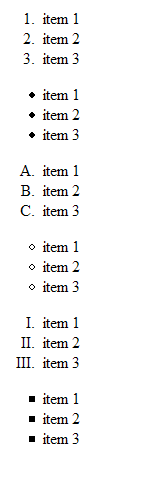 1. item 1
2. item 2
3. item 3
• item 1
• item 2
• item 3
A. item 1
B. item 2
C. item 3
◦ item 1
◦ item 2
◦ item 3
I. item 1
II. item 2
III. item 3
▪ item 1
▪ item 2
▪ item 3